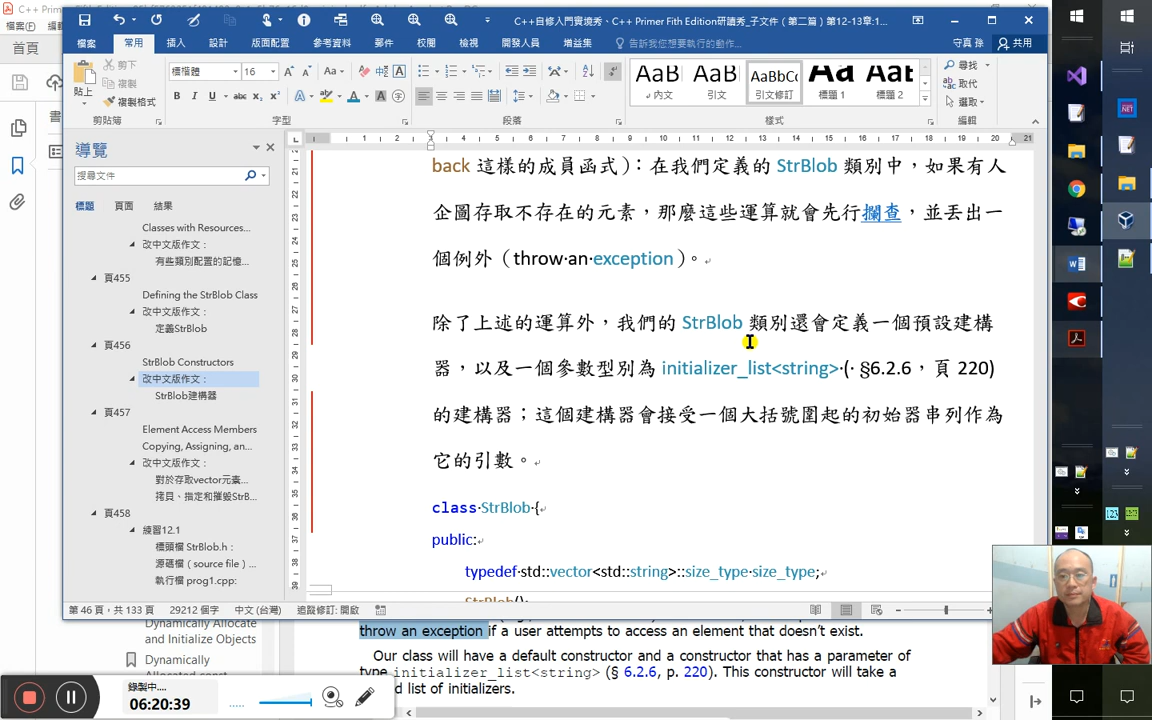 C++自修入門實境秀、C++ Primer Fith Edition研讀秀_子文件（第二篇）第12-13章:1...
檔案 常用 插入 設計 版面配置 參考資料 郵件 校閱 檢視 開發人員 增益集 告訴我您想要執行的動作... 守真 孫 共用
首頁
貼上 剪下 複製 複製格式
標楷體 16
AaBbC 內文 AaBbC 引文 AaBbCc 引文修訂 標題 1 標題 2
尋找 取代 選取
剪貼簿 字型 段落 樣式 編輯
導覽
搜尋文件
標題 頁面 結果
Classes with Resources...
改中文版作文：
有些類別配置的記憶...
頁455
Defining the StrBlob Class
改中文版作文：
定義StrBlob
頁456
StrBlob Constructors
改中文版作文：
StrBlob建構器
頁457
Element Access Members
Copying, Assigning, an...
改中文版作文：
對於存取vector元素...
拷貝、指定和摧毀StrB...
頁458
練習12.1
標頭檔 StrBlob.h：
源碼檔（source file）...
執行檔 prog1.cpp:
back 這樣的成員函式)：在我們定義的 StrBlob 類別中，如果有人
企圖存取不存在的元素，那麼這些運算就會先行攔查，並丟出一
個例外（throw an exception）。
除了上述的運算外，我們的 StrBlob 類別還會定義一個預設建構
器，以及一個參數型別為 initializer_list<string> ( §6.2.6，頁 220)
的建構器；這個建構器會接受一個大括號圍起的初始器串列作為
它的引數。
class StrBlob {
public:
typedef std::vector<std::string>::size_type size_type;
StrBlob();
第 46 頁，共 133 頁 29212 個字 中文 (台灣) 追蹤修訂: 開啟
Dynamically Allocate
and Initialize Objects
Dynamically
throw an exception if a user attempts to access an element that doesn't exist.
Our class will have a default constructor and a constructor that has a parameter of
type initializer_list<string> (§ 6.2.6, p. 220). This constructor will take a
list of initializers.
錄製中...
06:20:39